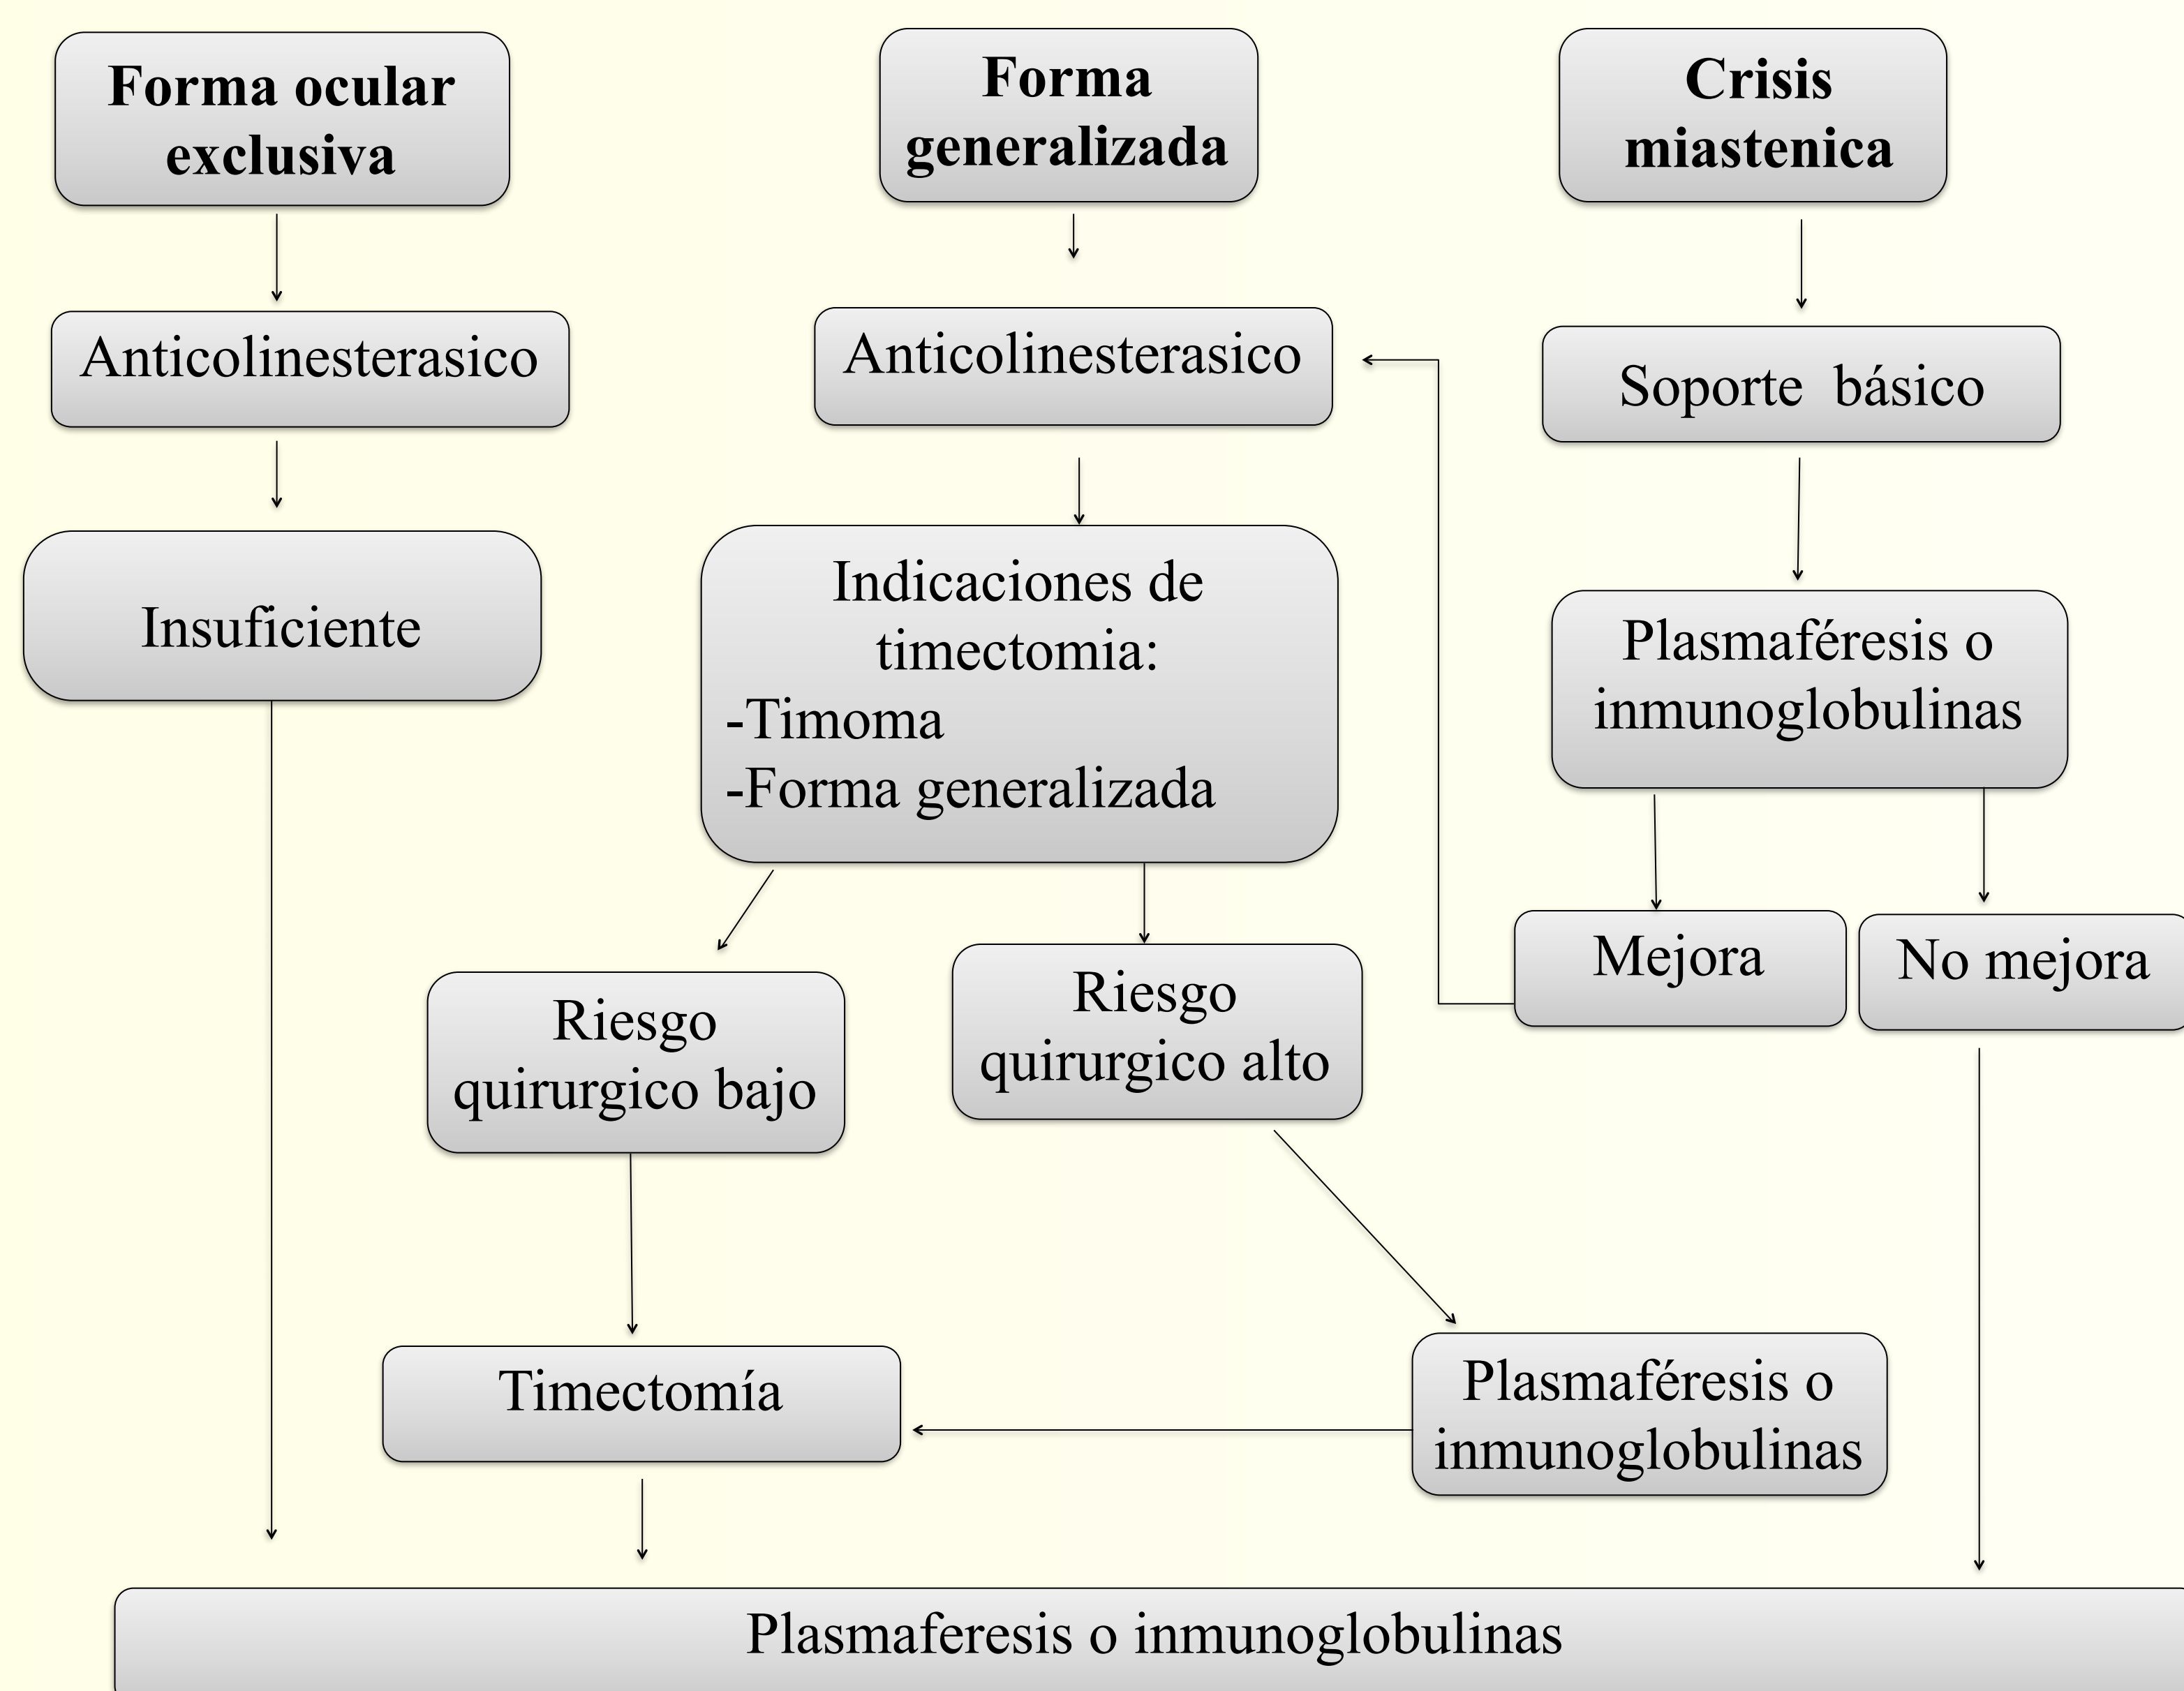 Forma ocular
exclusiva
Anticolinesterasico
Insuficiente
Forma
generalizada
Anticolinesterasico
Indicaciones de
timectomia:
-Timoma
-Forma generalizada
Riesgo
quirurgico bajo
Riesgo
quirurgico alto
Timectomía
Crisis
miastenica
Soporte  básico
Plasmaféresis o
inmunoglobulinas
Mejora
No mejora
Plasmaféresis o
inmunoglobulinas
Plasmaferesis o inmunoglobulinas